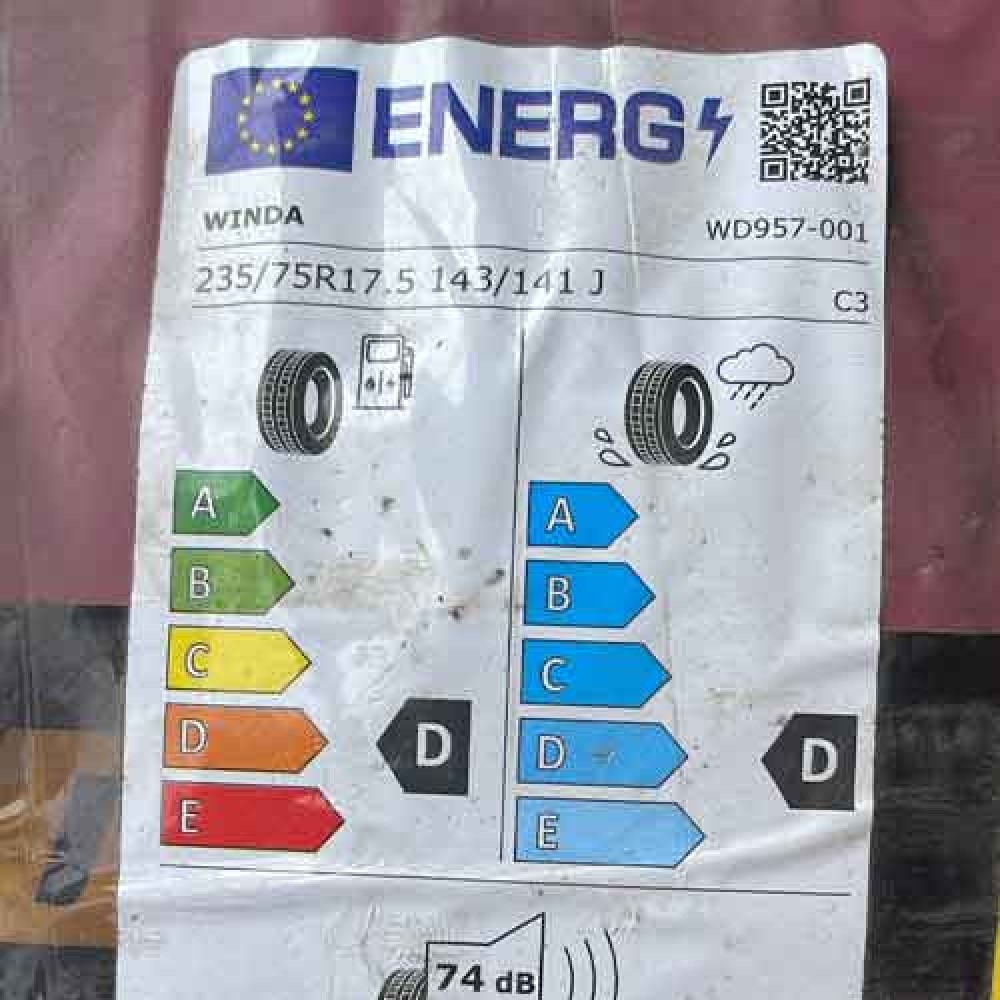 ENERG
WINDA
WD957-001
235/75R17.5 143/141 J
C3
A
B
C
D
E
D
A
B
C
D
E
D
74 dB